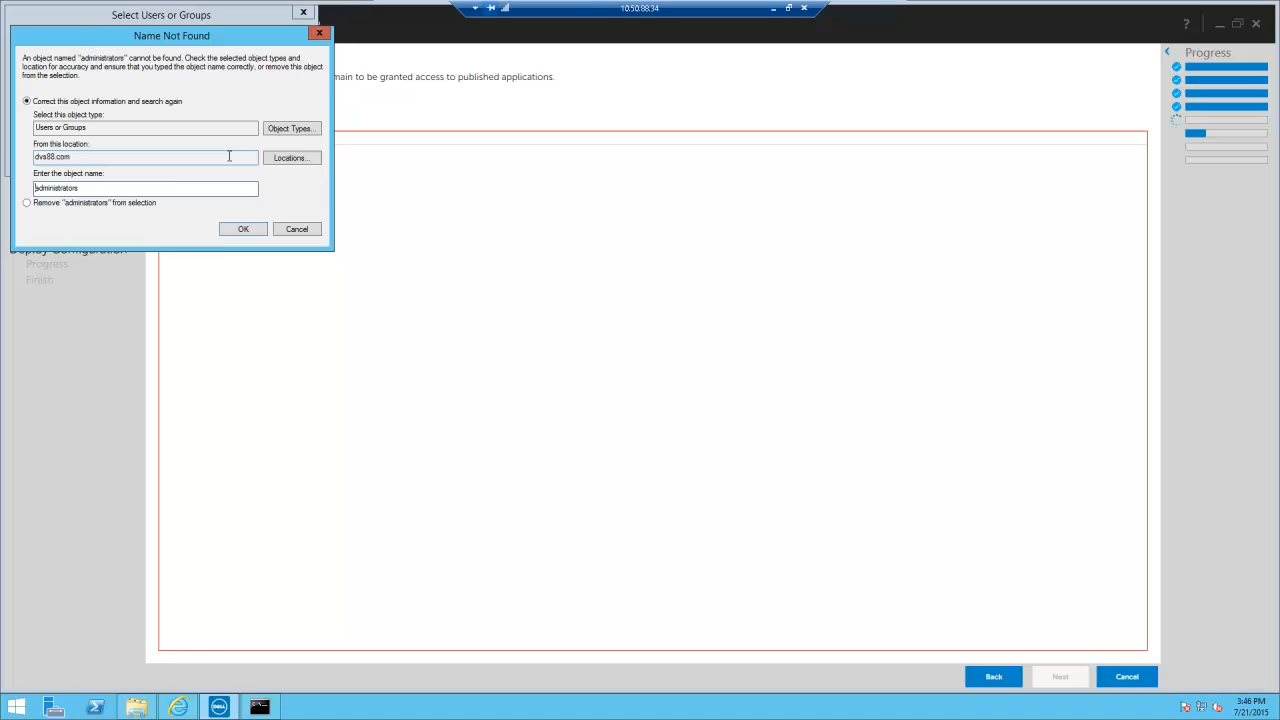 Select Users or Groups
x
10.50.88.34
Name Not Found
x
An object named "administrators" cannot be found. Check the selected object types and
location for accuracy and ensure that you typed the object name correctly, or remove this object
from the selection.
Correct this object information and search again
Select this object type:
Users or Groups
Object Types...
From this location:
dvs88.com
Locations...
Enter the object name:
administrators
Remove "administrators" from selection
OK
Cancel
main to be granted access to published applications.
?
Progress
Deploy Configuration
Progress
Finish
Back
Next
Cancel
DELL
3:46 PM
7/21/2015